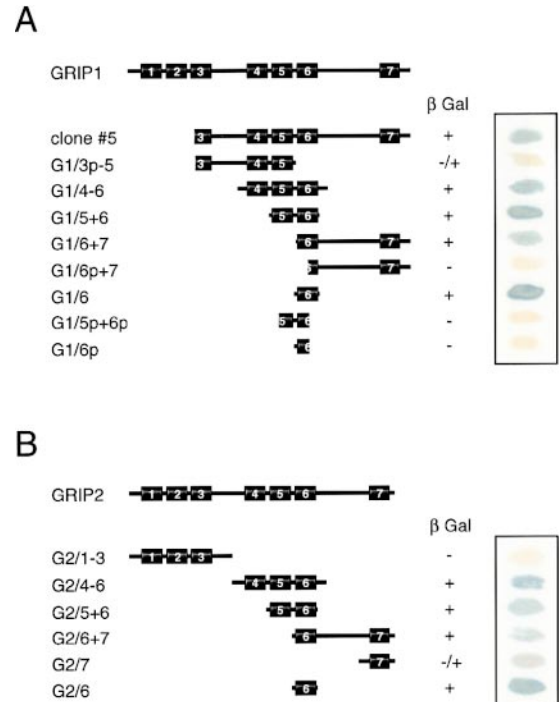 A
GRIP1 1 2 3 4 5 6 7
β Gal
clone #5 3 4 5 6 7 +
G1/3p-5 3 4 5 -/+
G1/4-6 4 5 6 +
G1/5+6 5 6 +
G1/6+7 6 7 +
G1/6p+7 7 -
G1/6 6 +
G1/5p+6p 5 6 -
G1/6p 6 -
B
GRIP2 1 2 3 4 5 6 7
β Gal
G2/1-3 1 2 3 -
G2/4-6 4 5 6 +
G2/5+6 5 6 +
G2/6+7 6 7 +
G2/7 7 -/+
G2/6 6 +